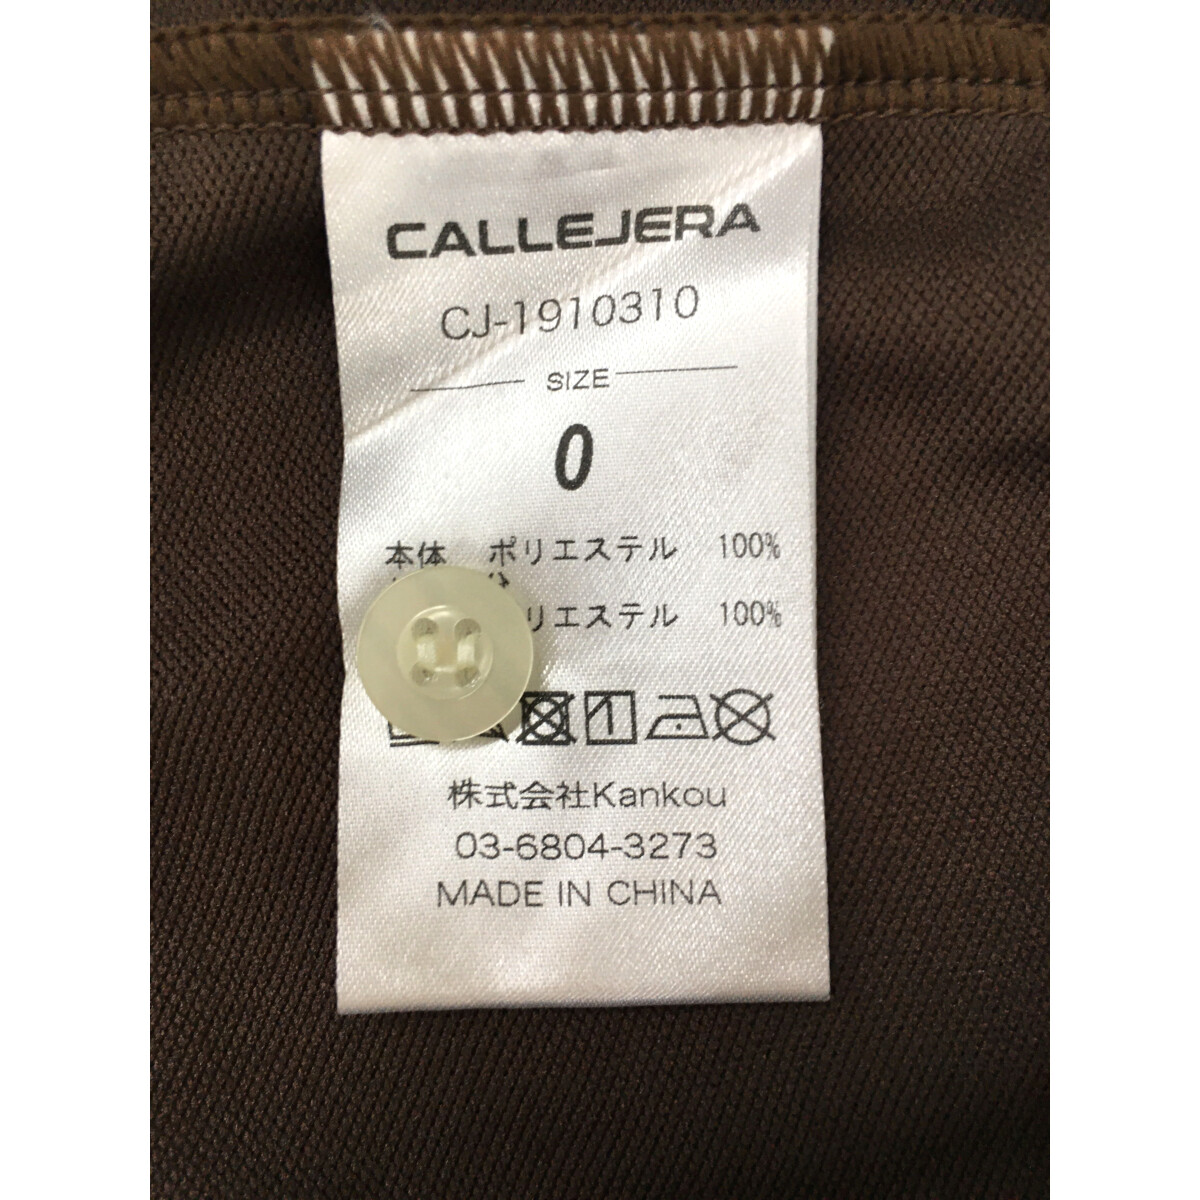 CALLEJERA
CJ-1910310
SIZE
0
本体 ポリエステル 100%
リエステル 100%
株式会社Kankou
03-6804-3273
MADE IN CHINA